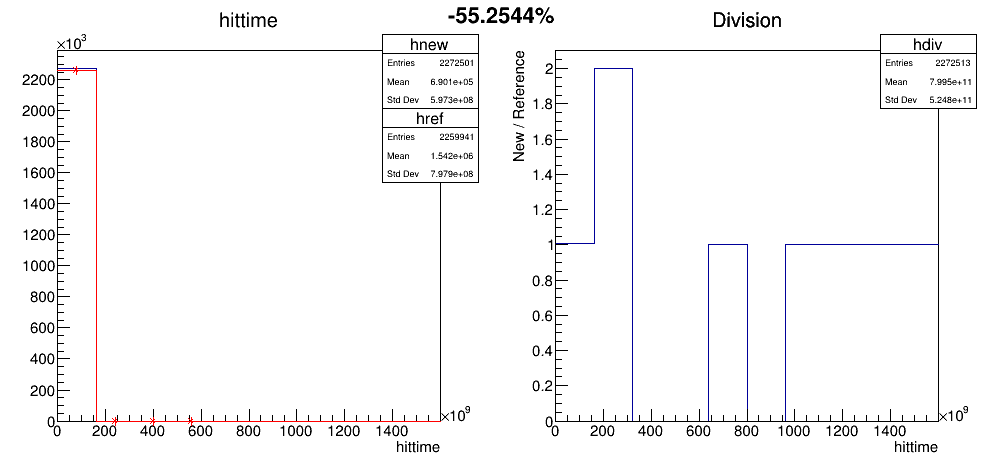 -55.2544%
hittime
×10³
hnew
Entries 2272501
Mean 6.901e+05
Std Dev 5.973e+08
href
Entries 2259941
Mean 1.542e+06
Std Dev 7.979e+08
2200
2000
1800
1600
1400
1200
1000
800
600
400
200
0
0 200 400 600 800 1000 1200 1400
×10⁹
hittime
Division
hdiv
Entries 2272513
Mean 7.995e+11
Std Dev 5.248e+11
New / Reference
2
1.8
1.6
1.4
1.2
1
0.8
0.6
0.4
0.2
0
0 200 400 600 800 1000 1200 1400
×10⁹
hittime